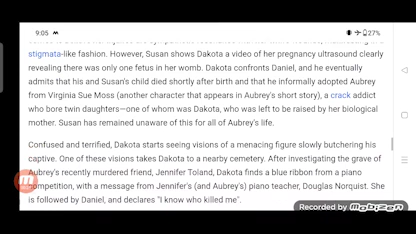 9:05
27%
stigmata-like fashion. However, Susan shows Dakota a video of her pregnancy ultrasound clearly
revealing there was only one fetus in her womb. Dakota confronts Daniel, and he eventually
admits that his and Susan's child died shortly after birth and that he informally adopted Aubrey
from Virginia Sue Moss (another character that appears in Aubrey's short story), a crack addict
who bore twin daughters—one of whom was Dakota, who was left to be raised by her biological
mother. Susan has remained unaware of this for all of Aubrey's life.
Confused and terrified, Dakota starts seeing visions of a menacing figure slowly butchering his
captive. One of these visions takes Dakota to a nearby cemetery. After investigating the grave of
Aubrey's recently murdered friend, Jennifer Toland, Dakota finds a blue ribbon from a piano
competition, with a message from Jennifer's (and Aubrey's) piano teacher, Douglas Norquist. She
is followed by Daniel, and declares "I know who killed me".
Recorded by Mobizen